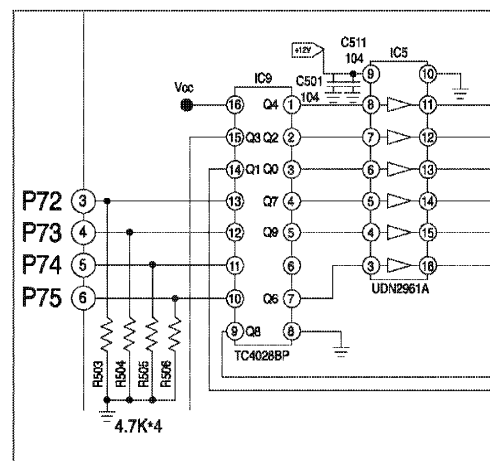 C511
104
IC5
+12V
IC9
C501
104
Vcc
9
10
16
Q4
1
8
11
15
Q3
Q2
2
7
12
14
Q1
Q0
3
6
13
P72
3
13
Q7
4
5
14
P73
4
12
Q9
5
4
15
P74
5
11
6
3
16
P75
6
10
Q6
7
UDN2961A
9
Q8
8
TC4028BP
R503
R504
R505
R506
4.7K*4